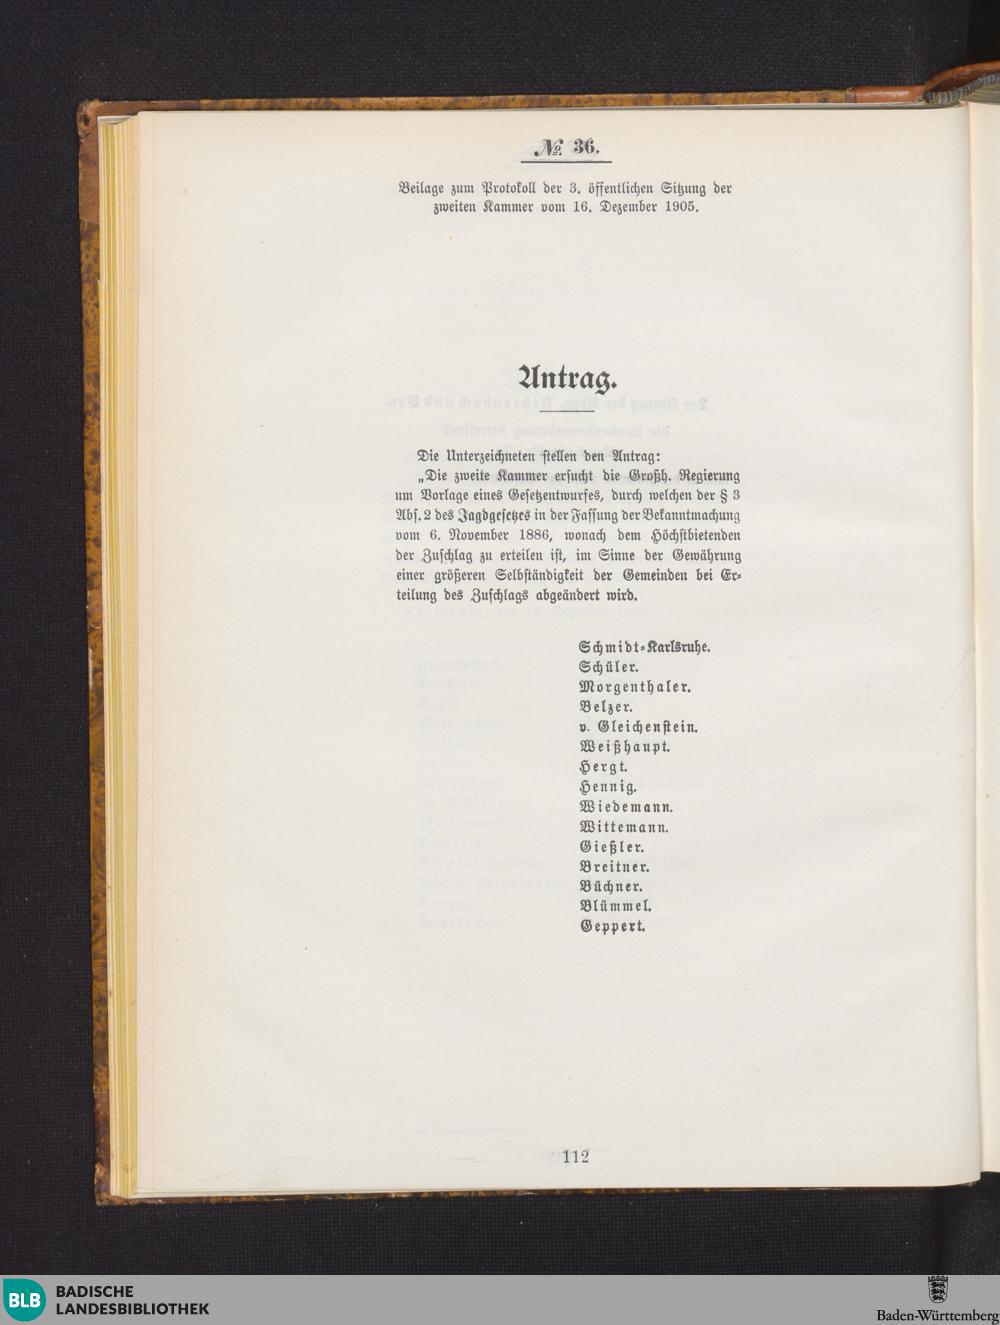 № 36.
Beilage zum Protokoll der 3. öffentlichen Sitzung der
zweiten Kammer vom 16. Dezember 1905.
Antrag.
Die Unterzeichneten stellen den Antrag:
„Die zweite Kammer ersucht die Großh. Regierung
um Vorlage eines Gesetzentwurfes, durch welchen der § 3
Abs. 2 des Jagdgesetzes in der Fassung der Bekanntmachung
vom 6. November 1886, wonach dem Höchstbietenden
der Zuschlag zu erteilen ist, im Sinne der Gewährung
einer größeren Selbständigkeit der Gemeinden bei Er-
teilung des Zuschlags abgeändert wird.
Schmidt-Karlsruhe.
Schüler.
Morgenthaler.
Belzer.
v. Gleichenstein.
Weißhaupt.
Hergt.
Hennig.
Wiedemann.
Wittemann.
Gießler.
Breitner.
Büchner.
Blümmel.
Geppert.
112
BLB BADISCHE
LANDESBIBLIOTHEK
Baden-Württemberg